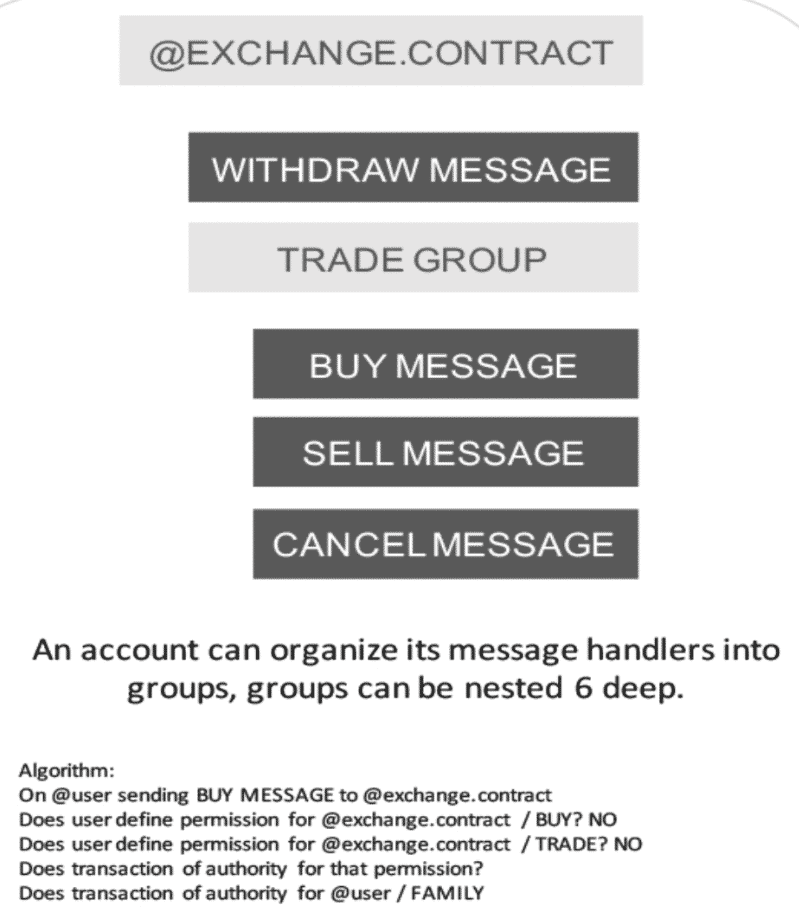 @EXCHANGE.CONTRACT
WITHDRAW MESSAGE
TRADE GROUP
BUY MESSAGE
SELL MESSAGE
CANCEL MESSAGE
An account can organize its message handlers into
groups, groups can be nested 6 deep.
Algorithm:
On @user sending BUY MESSAGE to @exchange.contract
Does user define permission for @exchange.contract / BUY? NO
Does user define permission for @exchange.contract / TRADE? NO
Does transaction of authority for that permission?
Does transaction of authority for @user / FAMILY